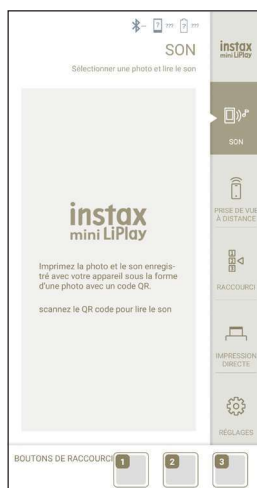 ? ??? ? ???
SON
Sélectionner une photo et lire le son
instax
mini LiPlay
Imprimez la photo et le son enregis-
tré avec votre appareil sous la forme
d'une photo avec un code QR.
scannez le QR code pour lire le son
instax
mini LiPlay
SON
PRISE DE VUE
À DISTANCE
RACCOURCI
IMPRESSION
DIRECTE
RÉGLAGES
BOUTONS DE RACCOURCI
1
2
3